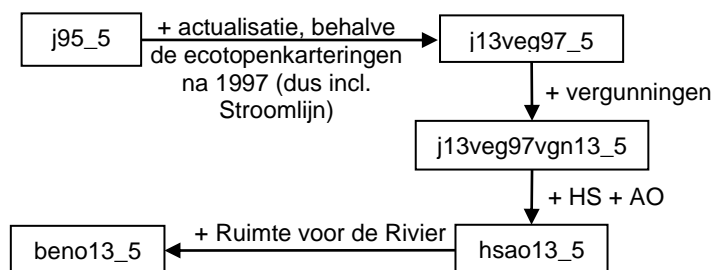 j95_5
+ actualisatie, behalve
de ecotopenkarteringen
na 1997 (dus incl.
Stroomlijn)
j13veg97_5
+ vergunningen
j13veg97vgn13_5
+ HS + AO
hsao13_5
+ Ruimte voor de Rivier
beno13_5